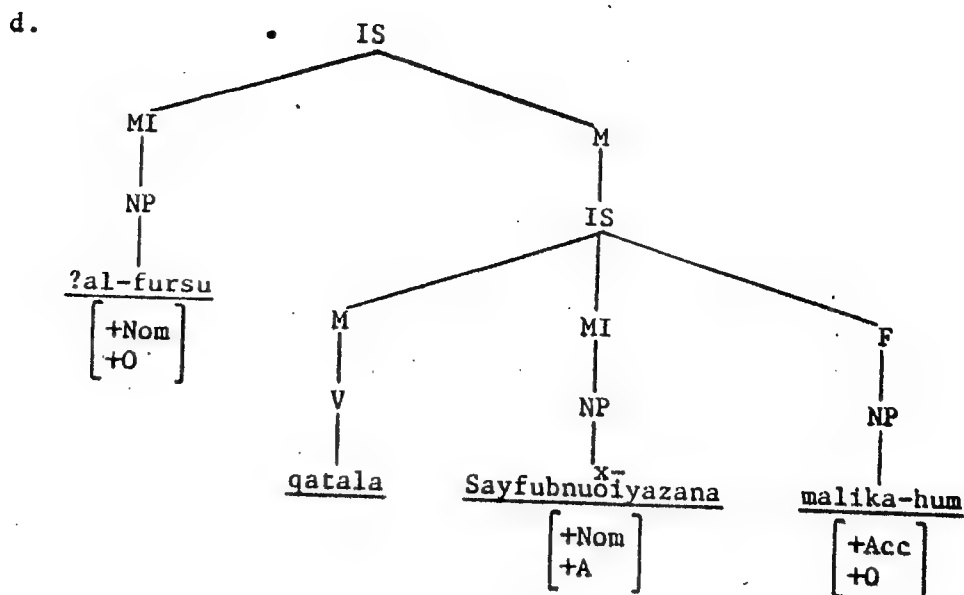 d.
IS
MI M
NP IS
?al-fursu
+Nom
+O
M MI F
V NP NP
x-
qatala Sayfubnuoiyazana malika-hum
+Nom +Acc
+A +O